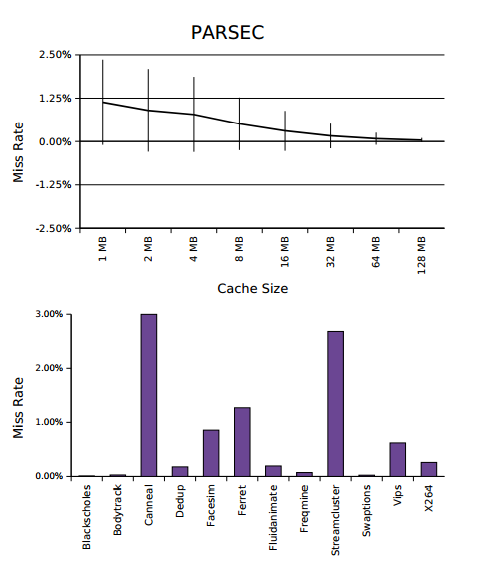 PARSEC
2.50%
1.25%
0.00%
-1.25%
-2.50%
Miss Rate
1 MB
2 MB
4 MB
8 MB
16 MB
32 MB
64 MB
128 MB
Cache Size
3.00%
2.00%
1.00%
0.00%
Miss Rate
Blackscholes
Bodytrack
Canneal
Dedup
Facesim
Ferret
Fluidanimate
Freqmine
Streamcluster
Swaptions
Vips
X264